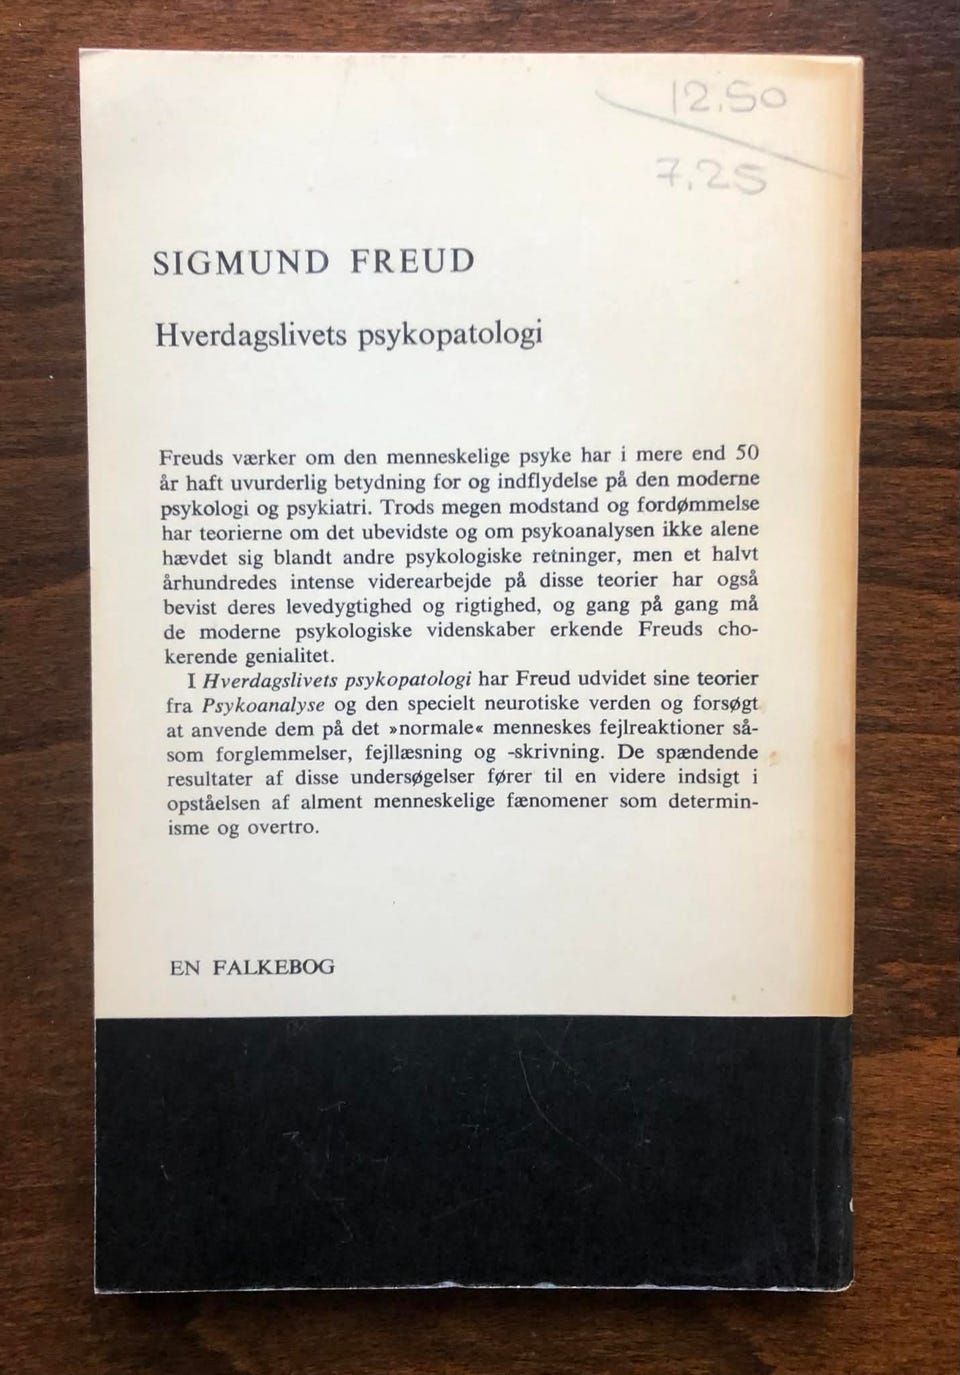 12.50
7.25
SIGMUND FREUD
Hverdagslivets psykopatologi
Freuds værker om den menneskelige psyke har i mere end 50
år haft uvurderlig betydning for og indflydelse på den moderne
psykologi og psykiatri. Trods megen modstand og fordømmelse
har teorierne om det ubevidste og om psykoanalysen ikke alene
hævdet sig blandt andre psykologiske retninger, men et halvt
århundredes intense viderearbejde på disse teorier har også
bevist deres levedygtighed og rigtighed, og gang på gang må
de moderne psykologiske videnskaber erkende Freuds cho-
kerende genialitet.
I Hverdagslivets psykopatologi har Freud udvidet sine teorier
fra Psykoanalyse og den specielt neurotiske verden og forsøgt
at anvende dem på det »normale« menneskes fejlreaktioner så-
som forglemmelser, fejllæsning og -skrivning. De spændende
resultater af disse undersøgelser fører til en videre indsigt i
opståelsen af alment menneskelige fænomener som determin-
isme og overtro.
EN FALKEBOG